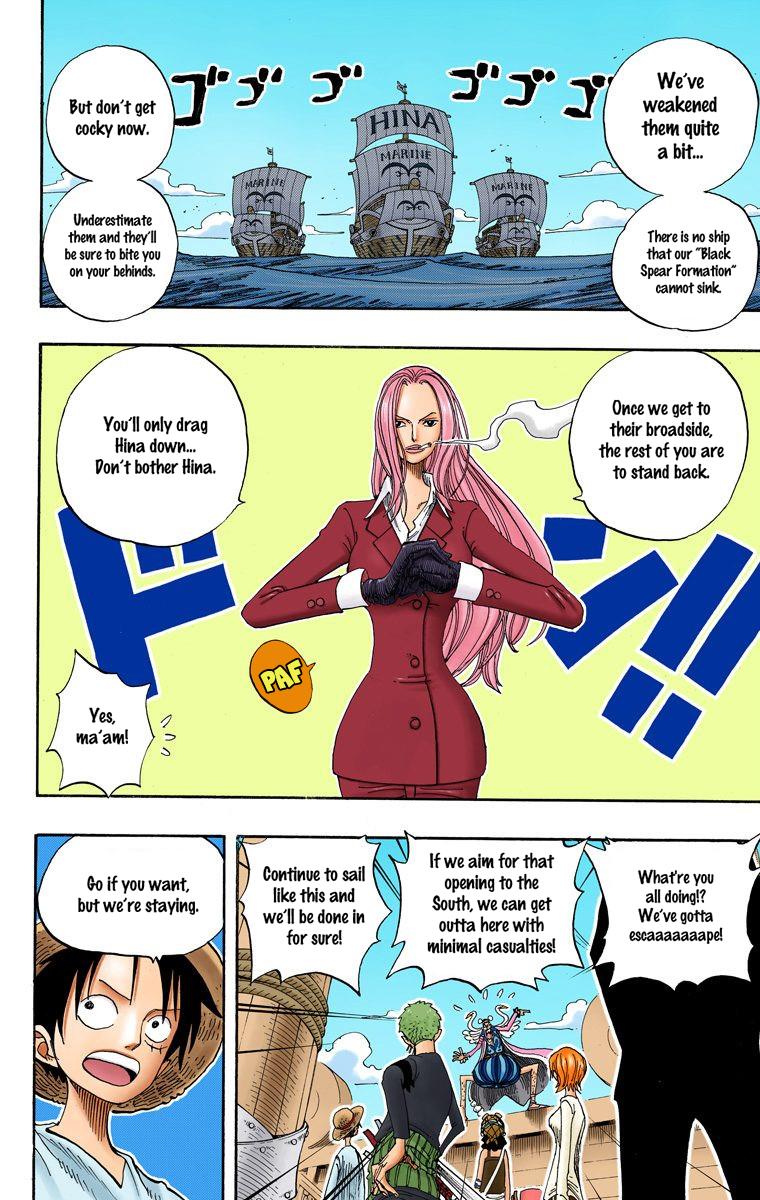 We've
weakened
them quite
a bit...
There is no ship
that our "Black
Spear Formation"
cannot sink.
ゴゴゴ ゴゴゴ
HINA
MARINE
MARINE
MARINE
But don't get
cocky now.
Underestimate
them and they'll
be sure to bite you
on your behinds.
Once we get to
their broadside,
the rest of you are
to stand back.
You'll only drag
Hina down...
Don't bother Hina.
ドン!!
PAF
Yes,
ma'am!
Go if you want,
but we're staying.
Continue to sail
like this and
we'll be done in
for sure!
If we aim for that
opening to the
South, we can get
outta here with
minimal casualties!
What're you
all doing!?
We've gotta
escaaaaaaape!